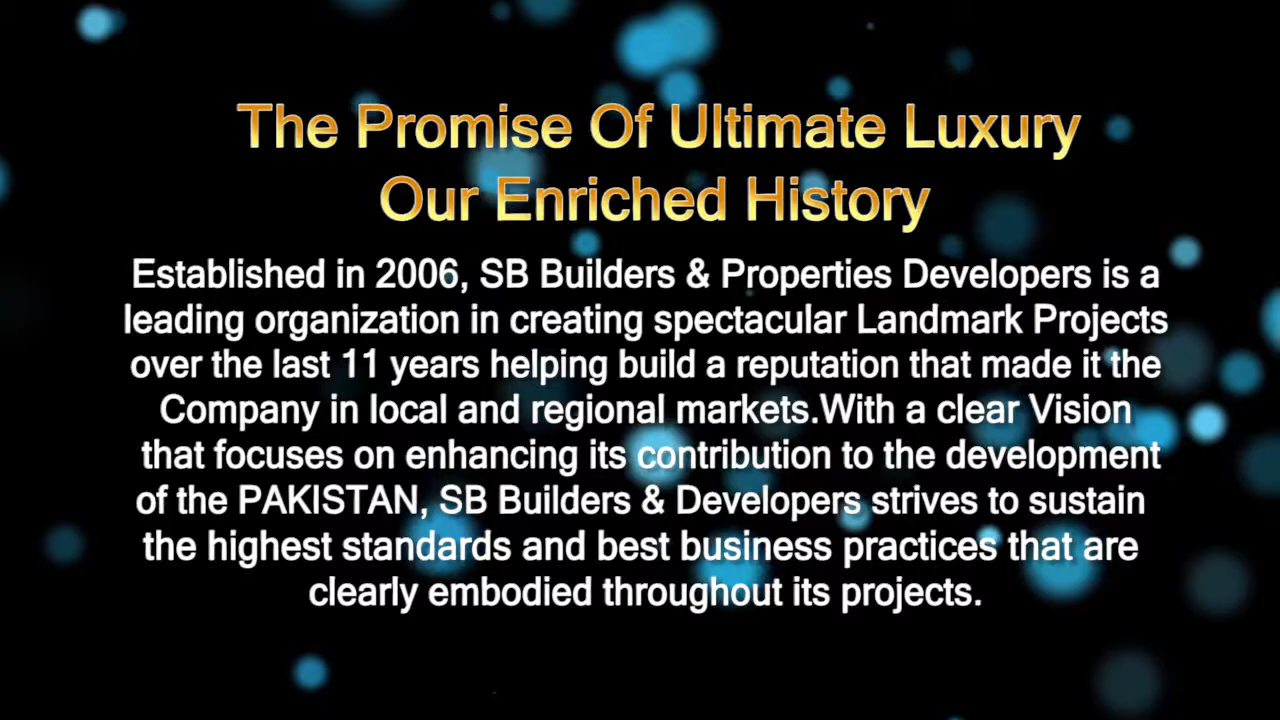 The Promise Of Ultimate Luxury
Our Enriched History
Established in 2006, SB Builders & Properties Developers is a
leading organization in creating spectacular Landmark Projects
over the last 11 years helping build a reputation that made it the
Company in local and regional markets.With a clear Vision
that focuses on enhancing its contribution to the development
of the PAKISTAN, SB Builders & Developers strives to sustain
the highest standards and best business practices that are
clearly embodied throughout its projects.